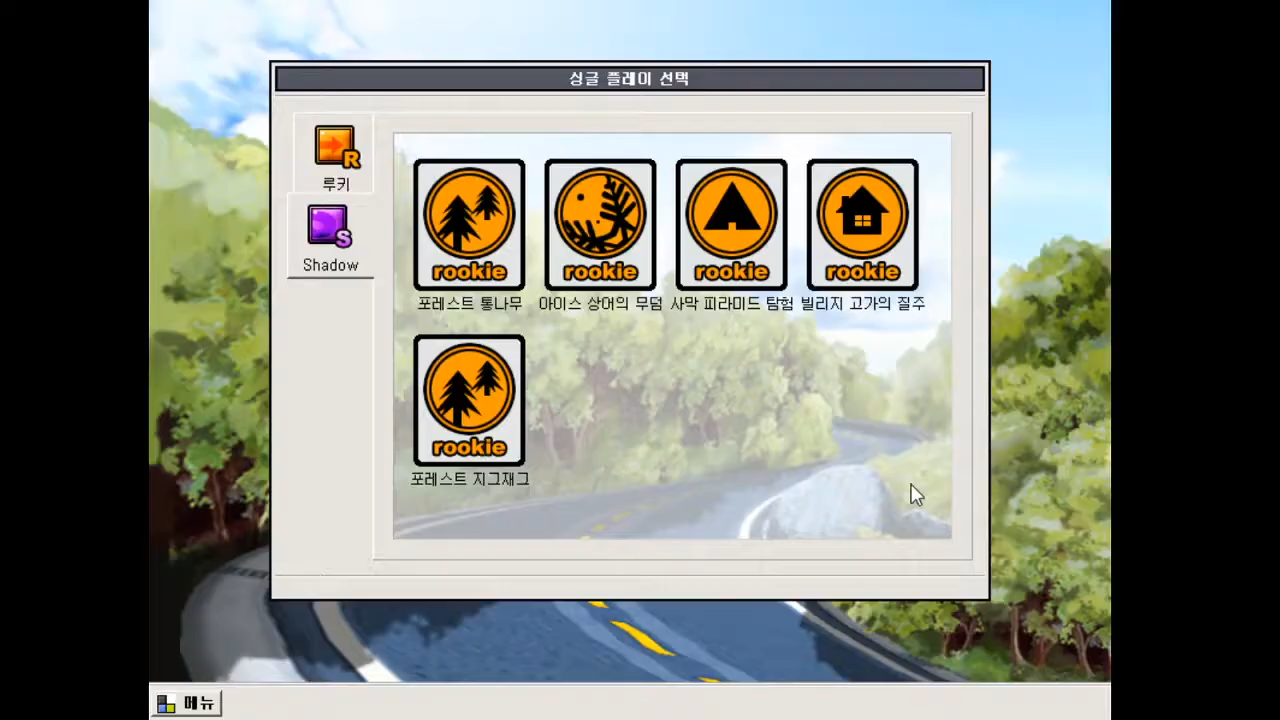 싱글 플레이 선택
R
루키
S
Shadow
rookie
rookie
rookie
rookie
포레스트 통나무
아이스 상어의 무덤
사막 피라미드 탐험
빌리지 고가의 질주
rookie
포레스트 지그재그
메뉴